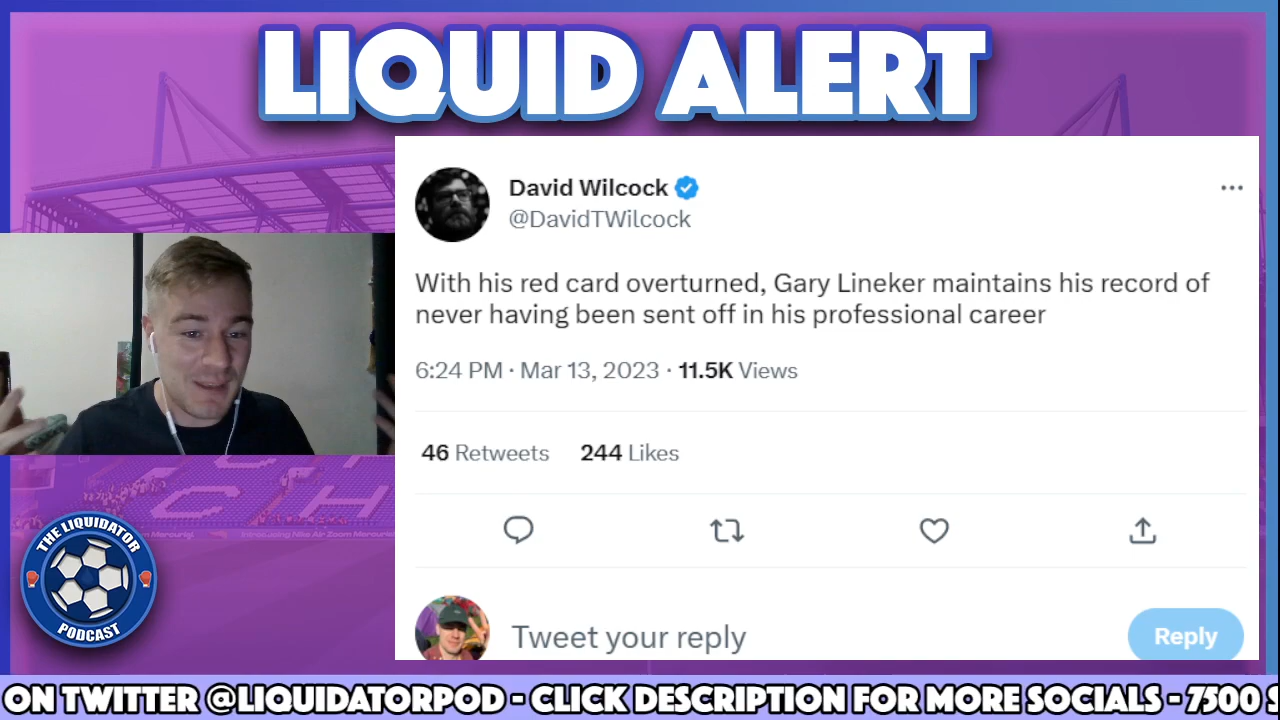 LIQUID ALERT
David Wilcock
@DavidTWilcock
With his red card overturned, Gary Lineker maintains his record of
never having been sent off in his professional career
6:24 PM · Mar 13, 2023 · 11.5K Views
46 Retweets 244 Likes
Tweet your reply
Reply
C H
THE LIQUIDATOR
PODCAST
ON TWITTER @LIQUIDATORPOD - CLICK DESCRIPTION FOR MORE SOCIALS - 7500 S